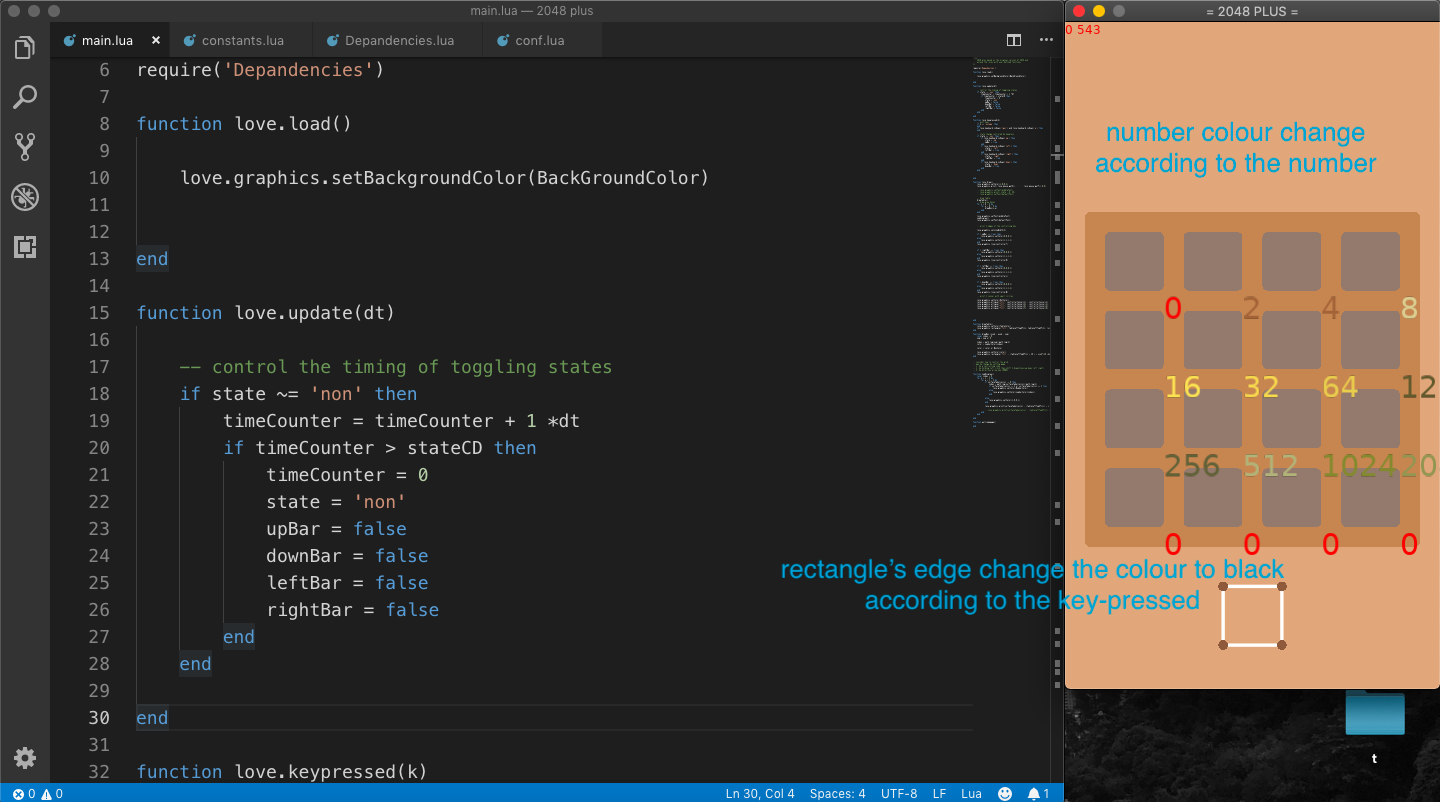 main.lua — 2048 plus
main.lua
constants.lua
Depandencies.lua
conf.lua
6 require('Depandencies')
7
8 function love.load()
9
10 love.graphics.setBackgroundColor(BackGroundColor)
11
12
13 end
14
15 function love.update(dt)
16
17 -- control the timing of toggling states
18 if state ~= 'non' then
19 timeCounter = timeCounter + 1 *dt
20 if timeCounter > stateCD then
21 timeCounter = 0
22 state = 'non'
23 upBar = false
24 downBar = false
25 leftBar = false
26 rightBar = false
27 end
28 end
29
30 end
31
32 function love.keypressed(k)
0 0
Ln 30, Col 4 Spaces: 4 UTF-8 LF Lua 1
= 2048 PLUS =
0 543
number colour change
according to the number
0 2 4 8
16 32 64 12
256 512 1024 20
0 0 0 0
rectangle’s edge change the colour to black
according to the key-pressed
t